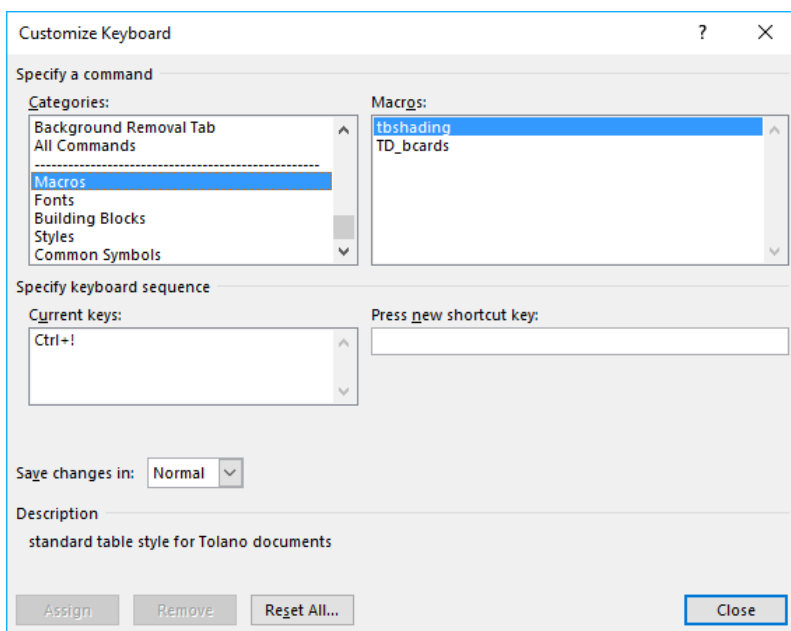 Customize Keyboard
?
Specify a command
Categories:
Background Removal Tab
All Commands
----------------------------------------------------
Macros
Fonts
Building Blocks
Styles
Common Symbols
Macros:
tbshading
TD_bcards
Specify keyboard sequence
Current keys:
Ctrl+!
Press new shortcut key:
Save changes in: Normal
Description
standard table style for Tolano documents
Assign Remove Reset All... Close